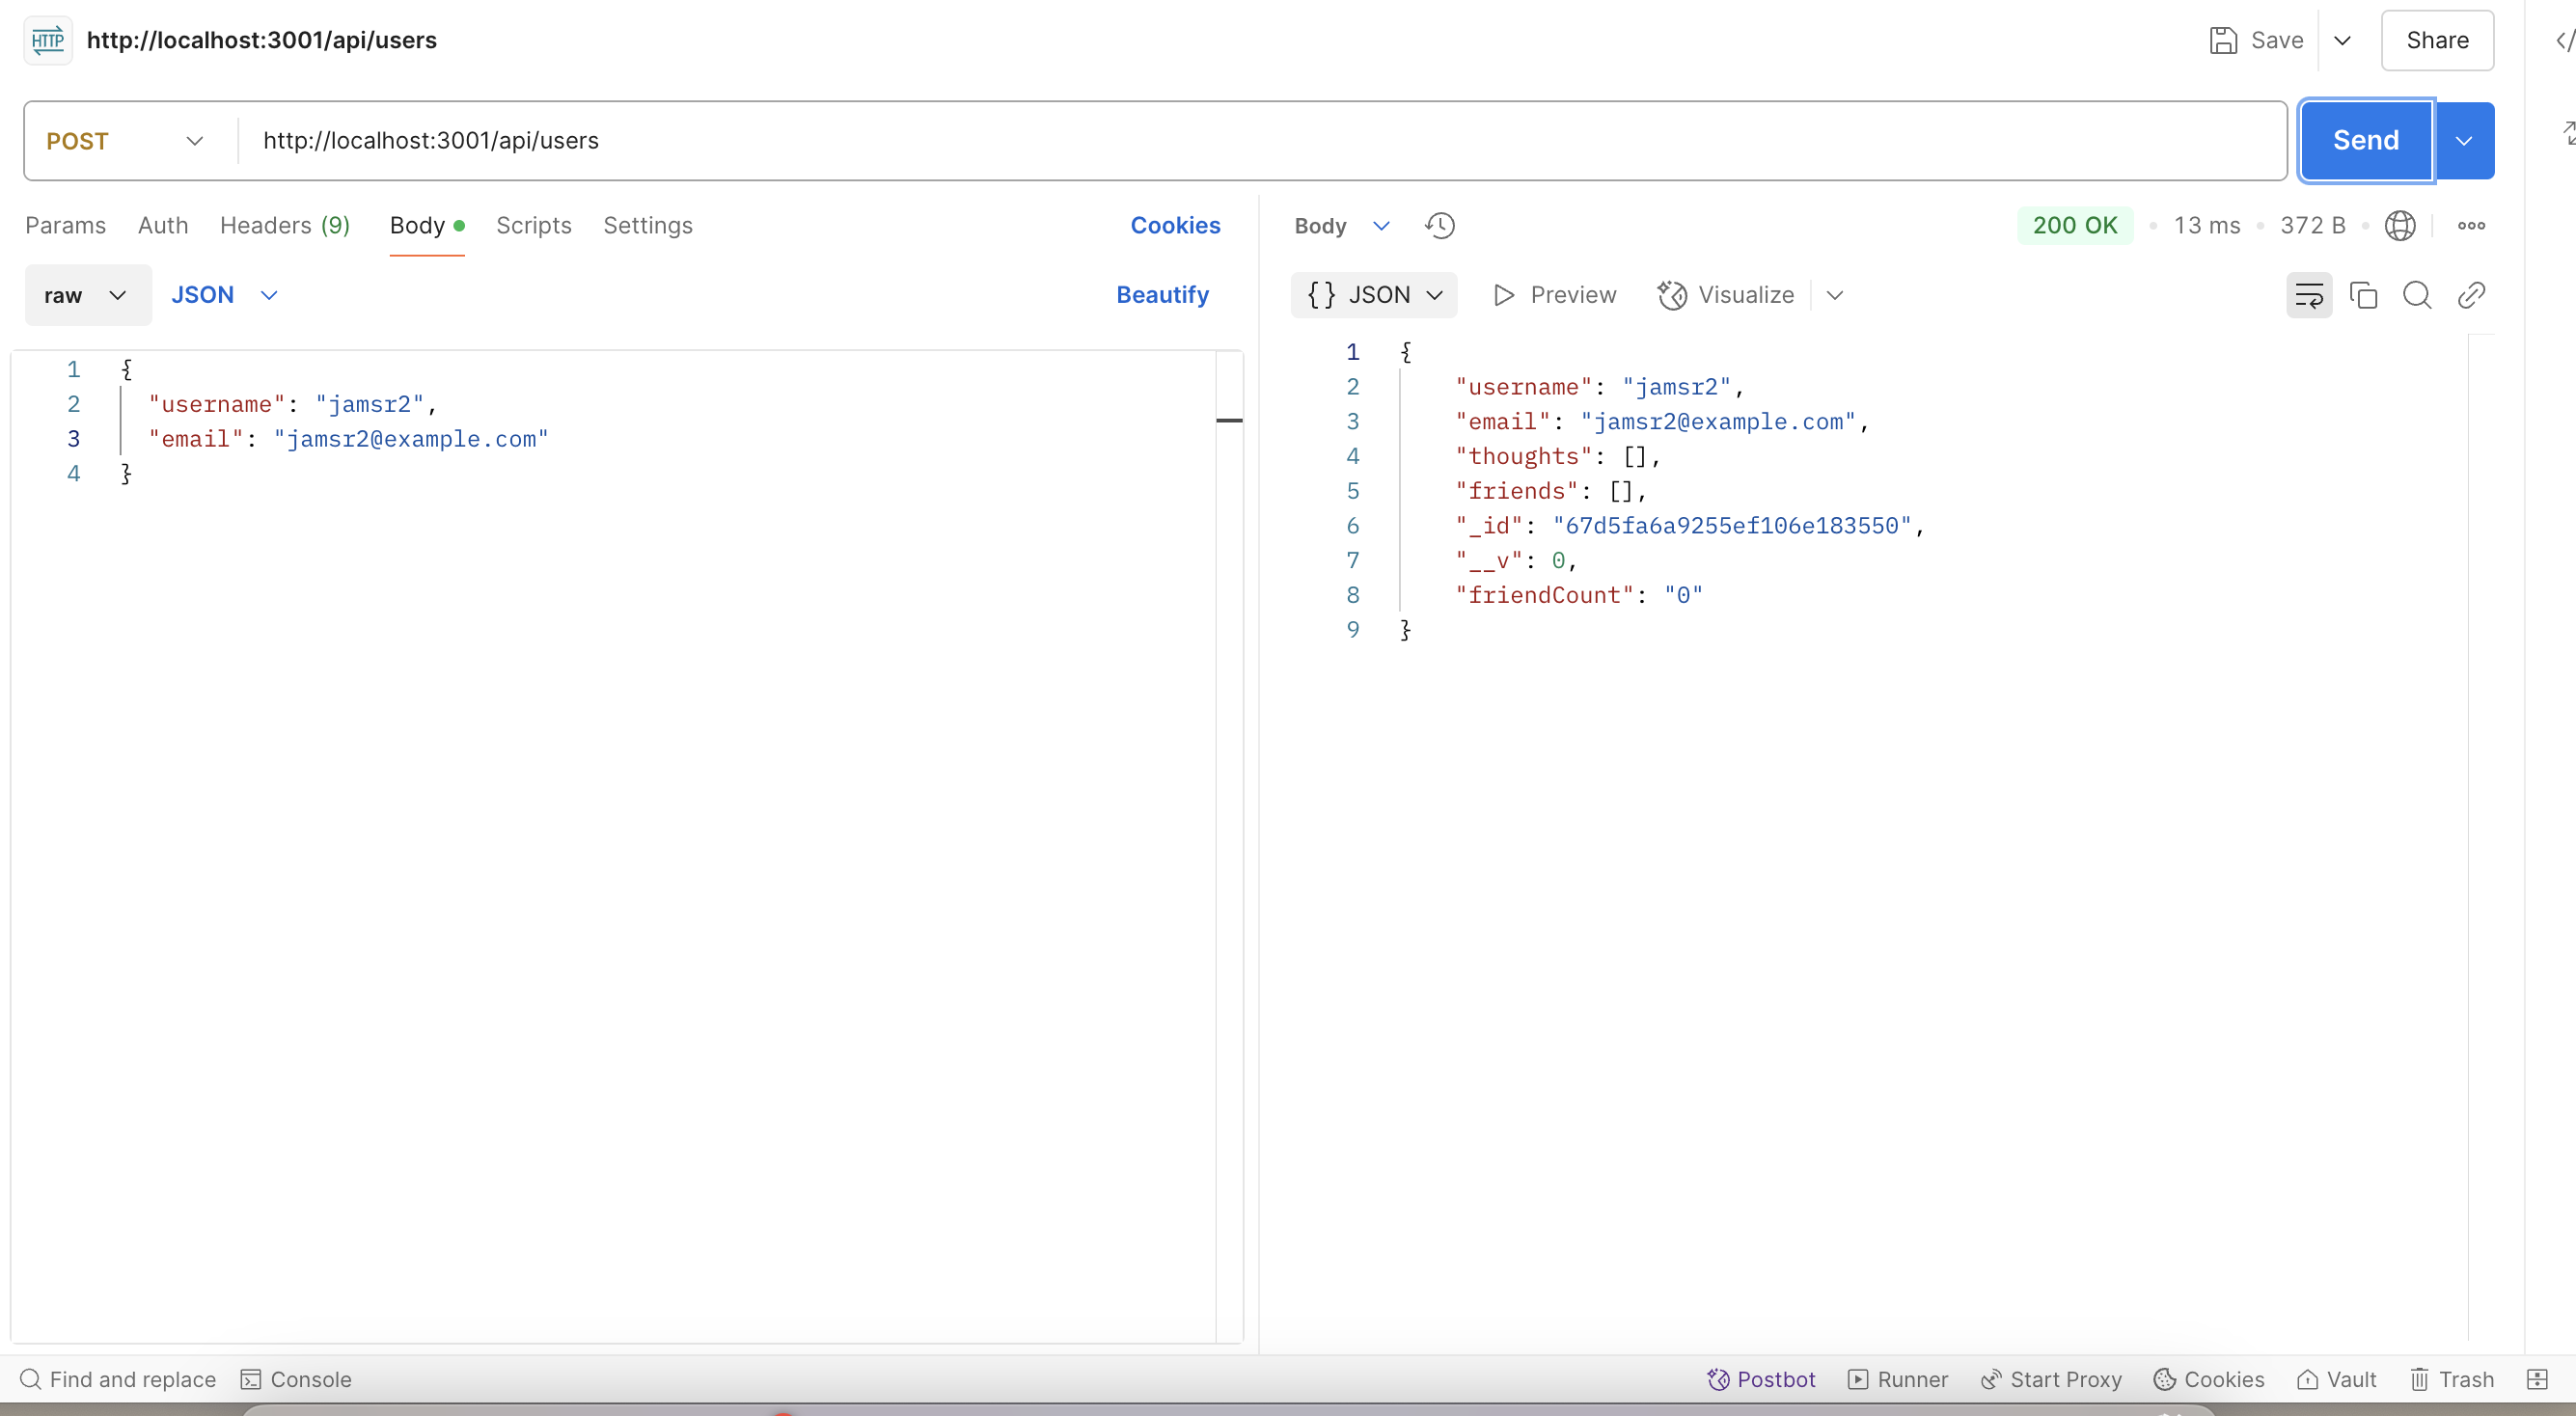 HTTP http://localhost:3001/api/users Save Share
POST http://localhost:3001/api/users Send
Params Auth Headers (9) Body Scripts Settings Cookies
raw JSON Beautify
1 {
2 "username": "jamsr2",
3 "email": "jamsr2@example.com"
4 }
Body 200 OK • 13 ms • 372 B •
{} JSON Preview Visualize
1 {
2 "username": "jamsr2",
3 "email": "jamsr2@example.com",
4 "thoughts": [],
5 "friends": [],
6 "_id": "67d5fa6a9255ef106e183550",
7 "__v": 0,
8 "friendCount": "0"
9 }
Find and replace Console Postbot Runner Start Proxy Cookies Vault Trash